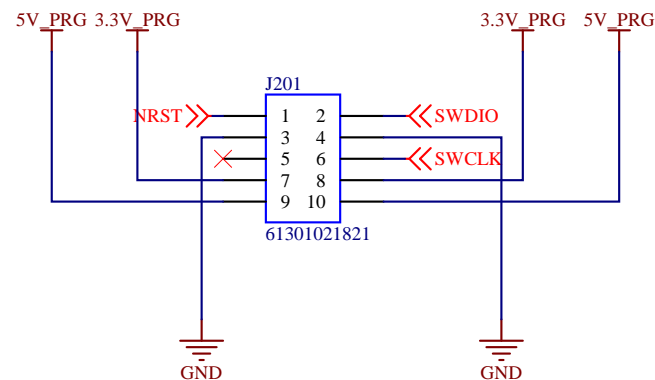 5V_PRG 3.3V_PRG 3.3V_PRG 5V_PRG
J201
NRST 1 2 SWDIO
3 4
5 6 SWCLK
7 8
9 10
61301021821
GND GND